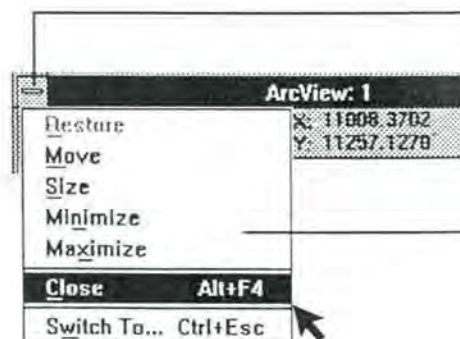 ArcView: 1
X: 11008.3702
Y: 11257.1270
Restore
Move
Size
Minimize
Maximize
Close Alt+F4
Switch To... Ctrl+Esc